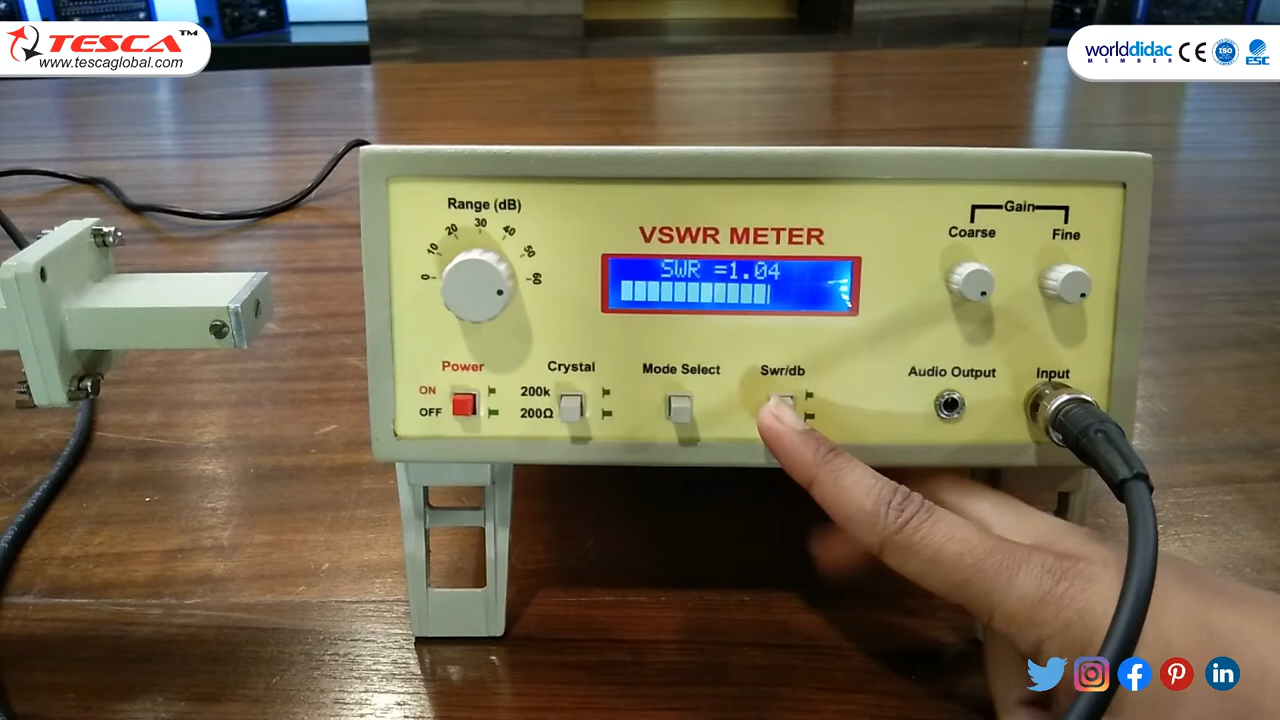 TESCA™
www.tescaglobal.com
worlddidac
MEMBER
CE
ISO
ESC
Range (dB)
0 10 20 30 40 50 60
VSWR METER
SWR =1.04
Gain
Coarse
Fine
Power
ON
OFF
Crystal
200k
200Ω
Mode Select
Swr/db
Audio Output
Input
in